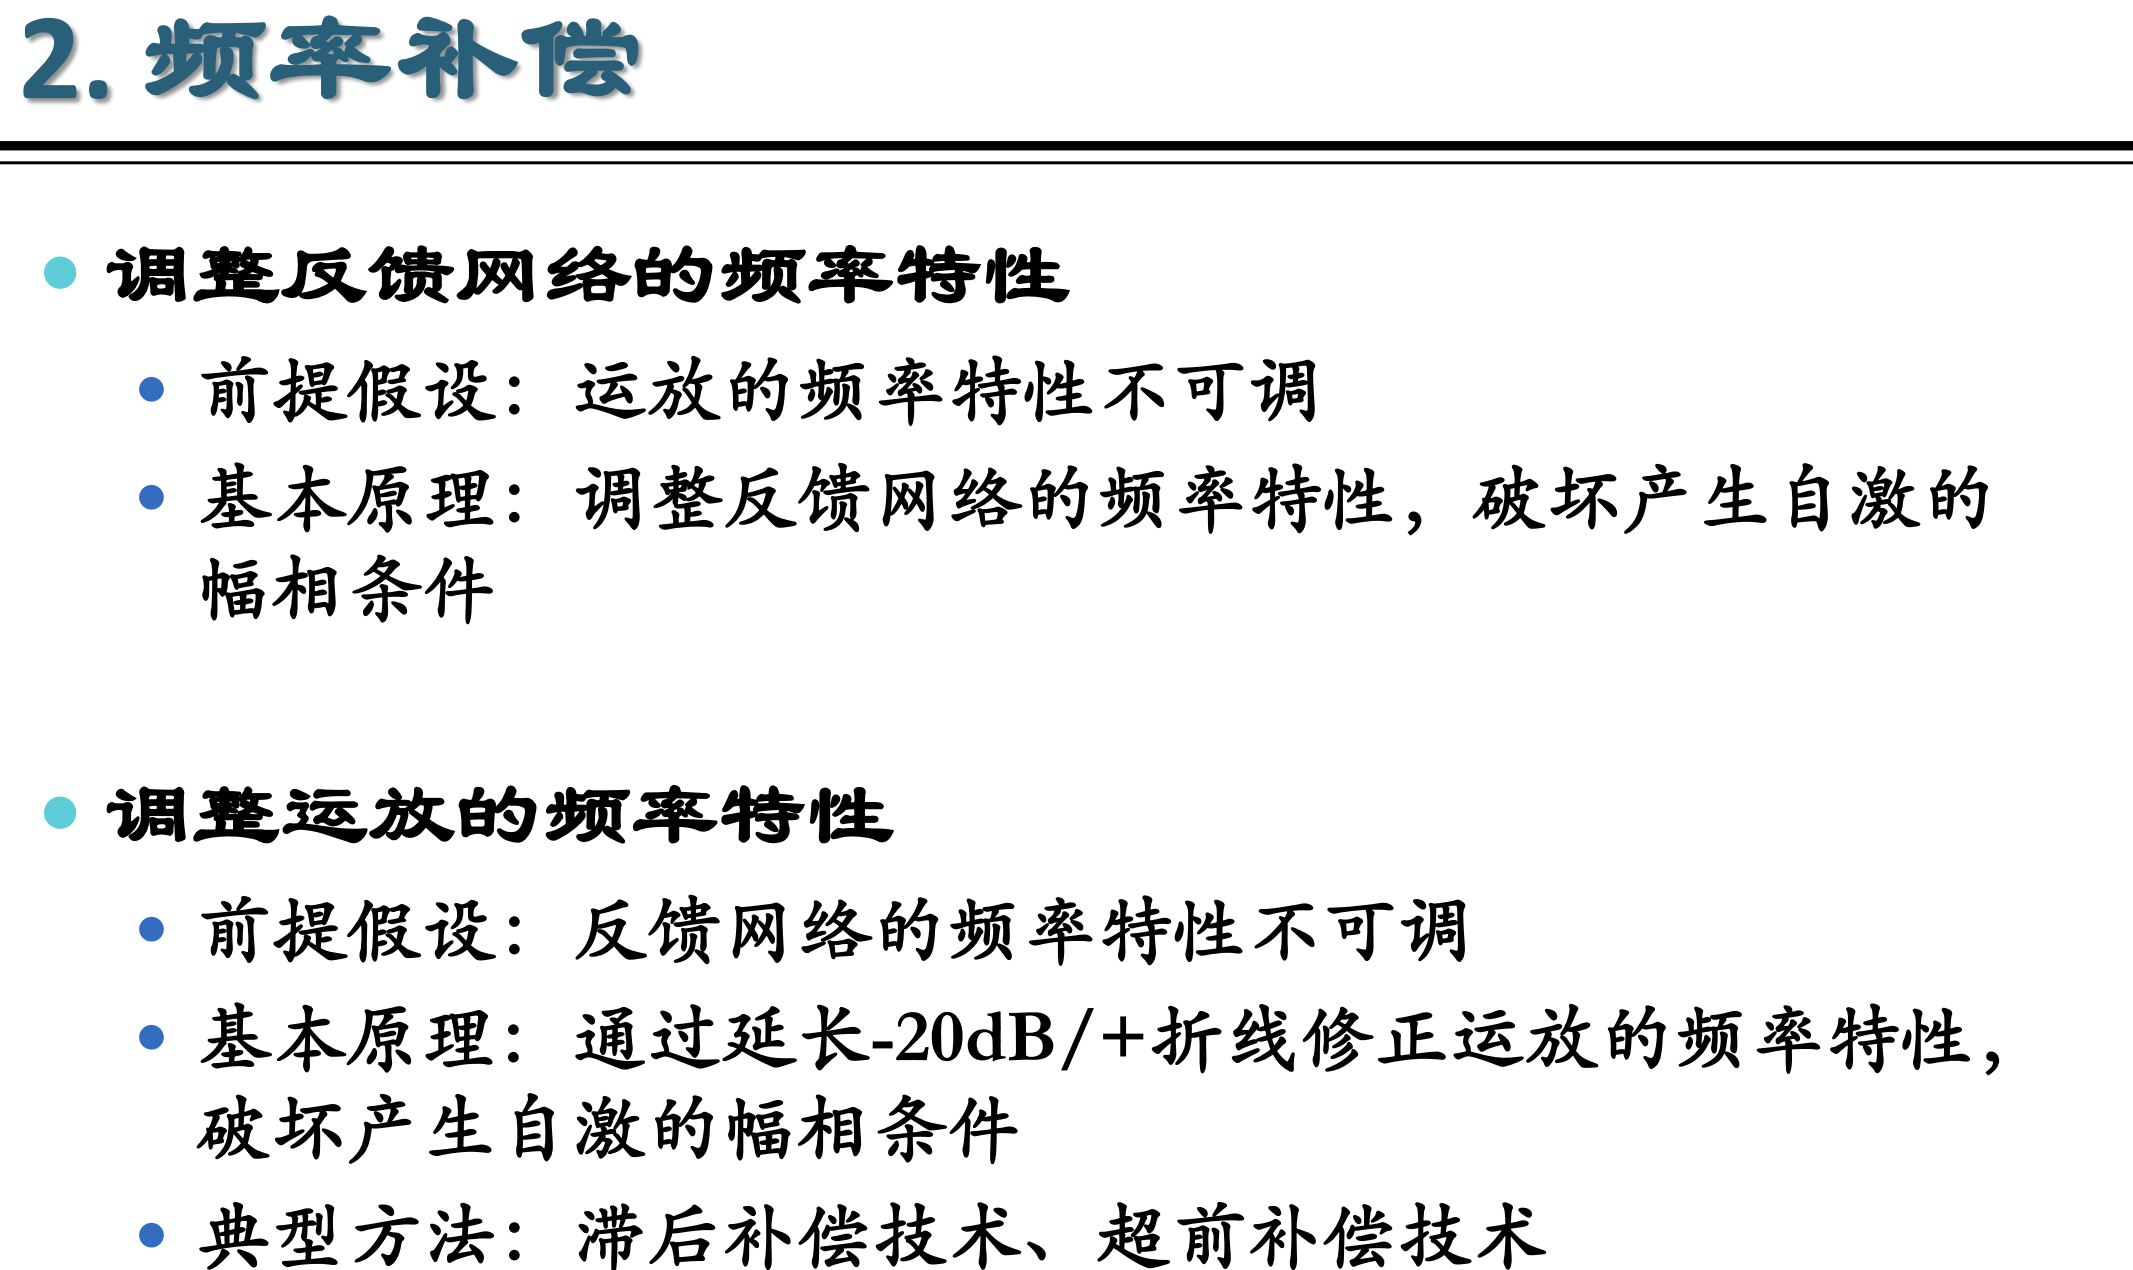 2. 频率补偿
调整反馈网络的频率特性
前提假设：运放的频率特性不可调
基本原理：调整反馈网络的频率特性，破坏产生自激的
幅相条件
调整运放的频率特性
前提假设：反馈网络的频率特性不可调
基本原理：通过延长-20dB/+折线修正运放的频率特性，
破坏产生自激的幅相条件
典型方法：滞后补偿技术、超前补偿技术